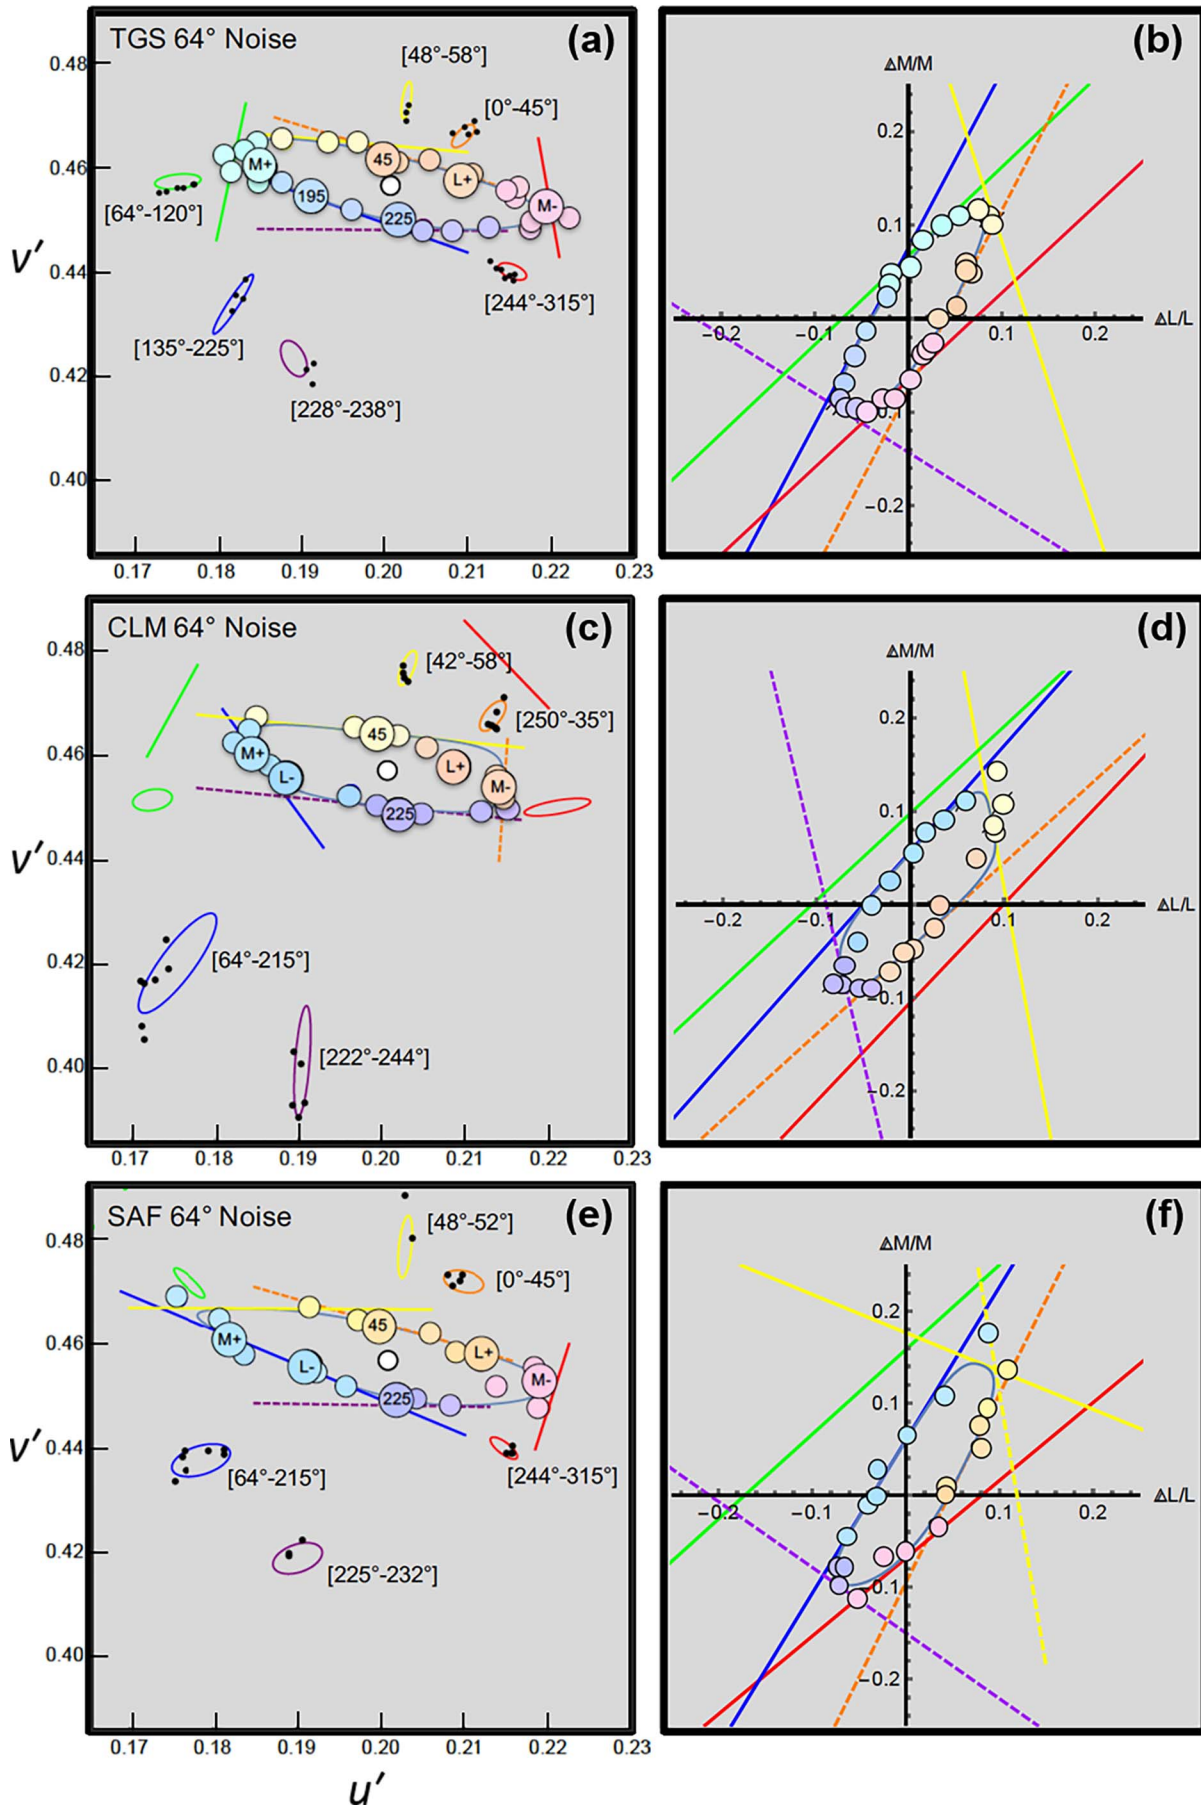 TGS 64° Noise
(a)
[48°-58°]
[0°-45°]
0.48
0.46
0.44
0.42
0.40
v'
M+
45
L+
M-
195
225
[64°-120°]
[244°-315°]
[135°-225°]
[228°-238°]
0.17 0.18 0.19 0.20 0.21 0.22 0.23
(b)
ΔM/M
0.2
0.1
−0.2 −0.1 0.1 0.2 ΔL/L
−0.1
−0.2
CLM 64° Noise
(c)
[42°-58°]
[250°-35°]
0.48
0.46
0.44
0.42
0.40
v'
45
M+
L-
L+
M-
225
[64°-215°]
[222°-244°]
0.17 0.18 0.19 0.20 0.21 0.22 0.23
(d)
ΔM/M
0.2
0.1
−0.2 −0.1 0.1 0.2 ΔL/L
−0.1
−0.2
SAF 64° Noise
(e)
[48°-52°]
[0°-45°]
0.48
0.46
0.44
0.42
0.40
v'
M+
45
L-
L+
M-
225
[64°-215°]
[244°-315°]
[225°-232°]
0.17 0.18 0.19 0.20 0.21 0.22 0.23
u'
(f)
ΔM/M
0.2
0.1
−0.2 −0.1 0.1 0.2 ΔL/L
−0.1
−0.2